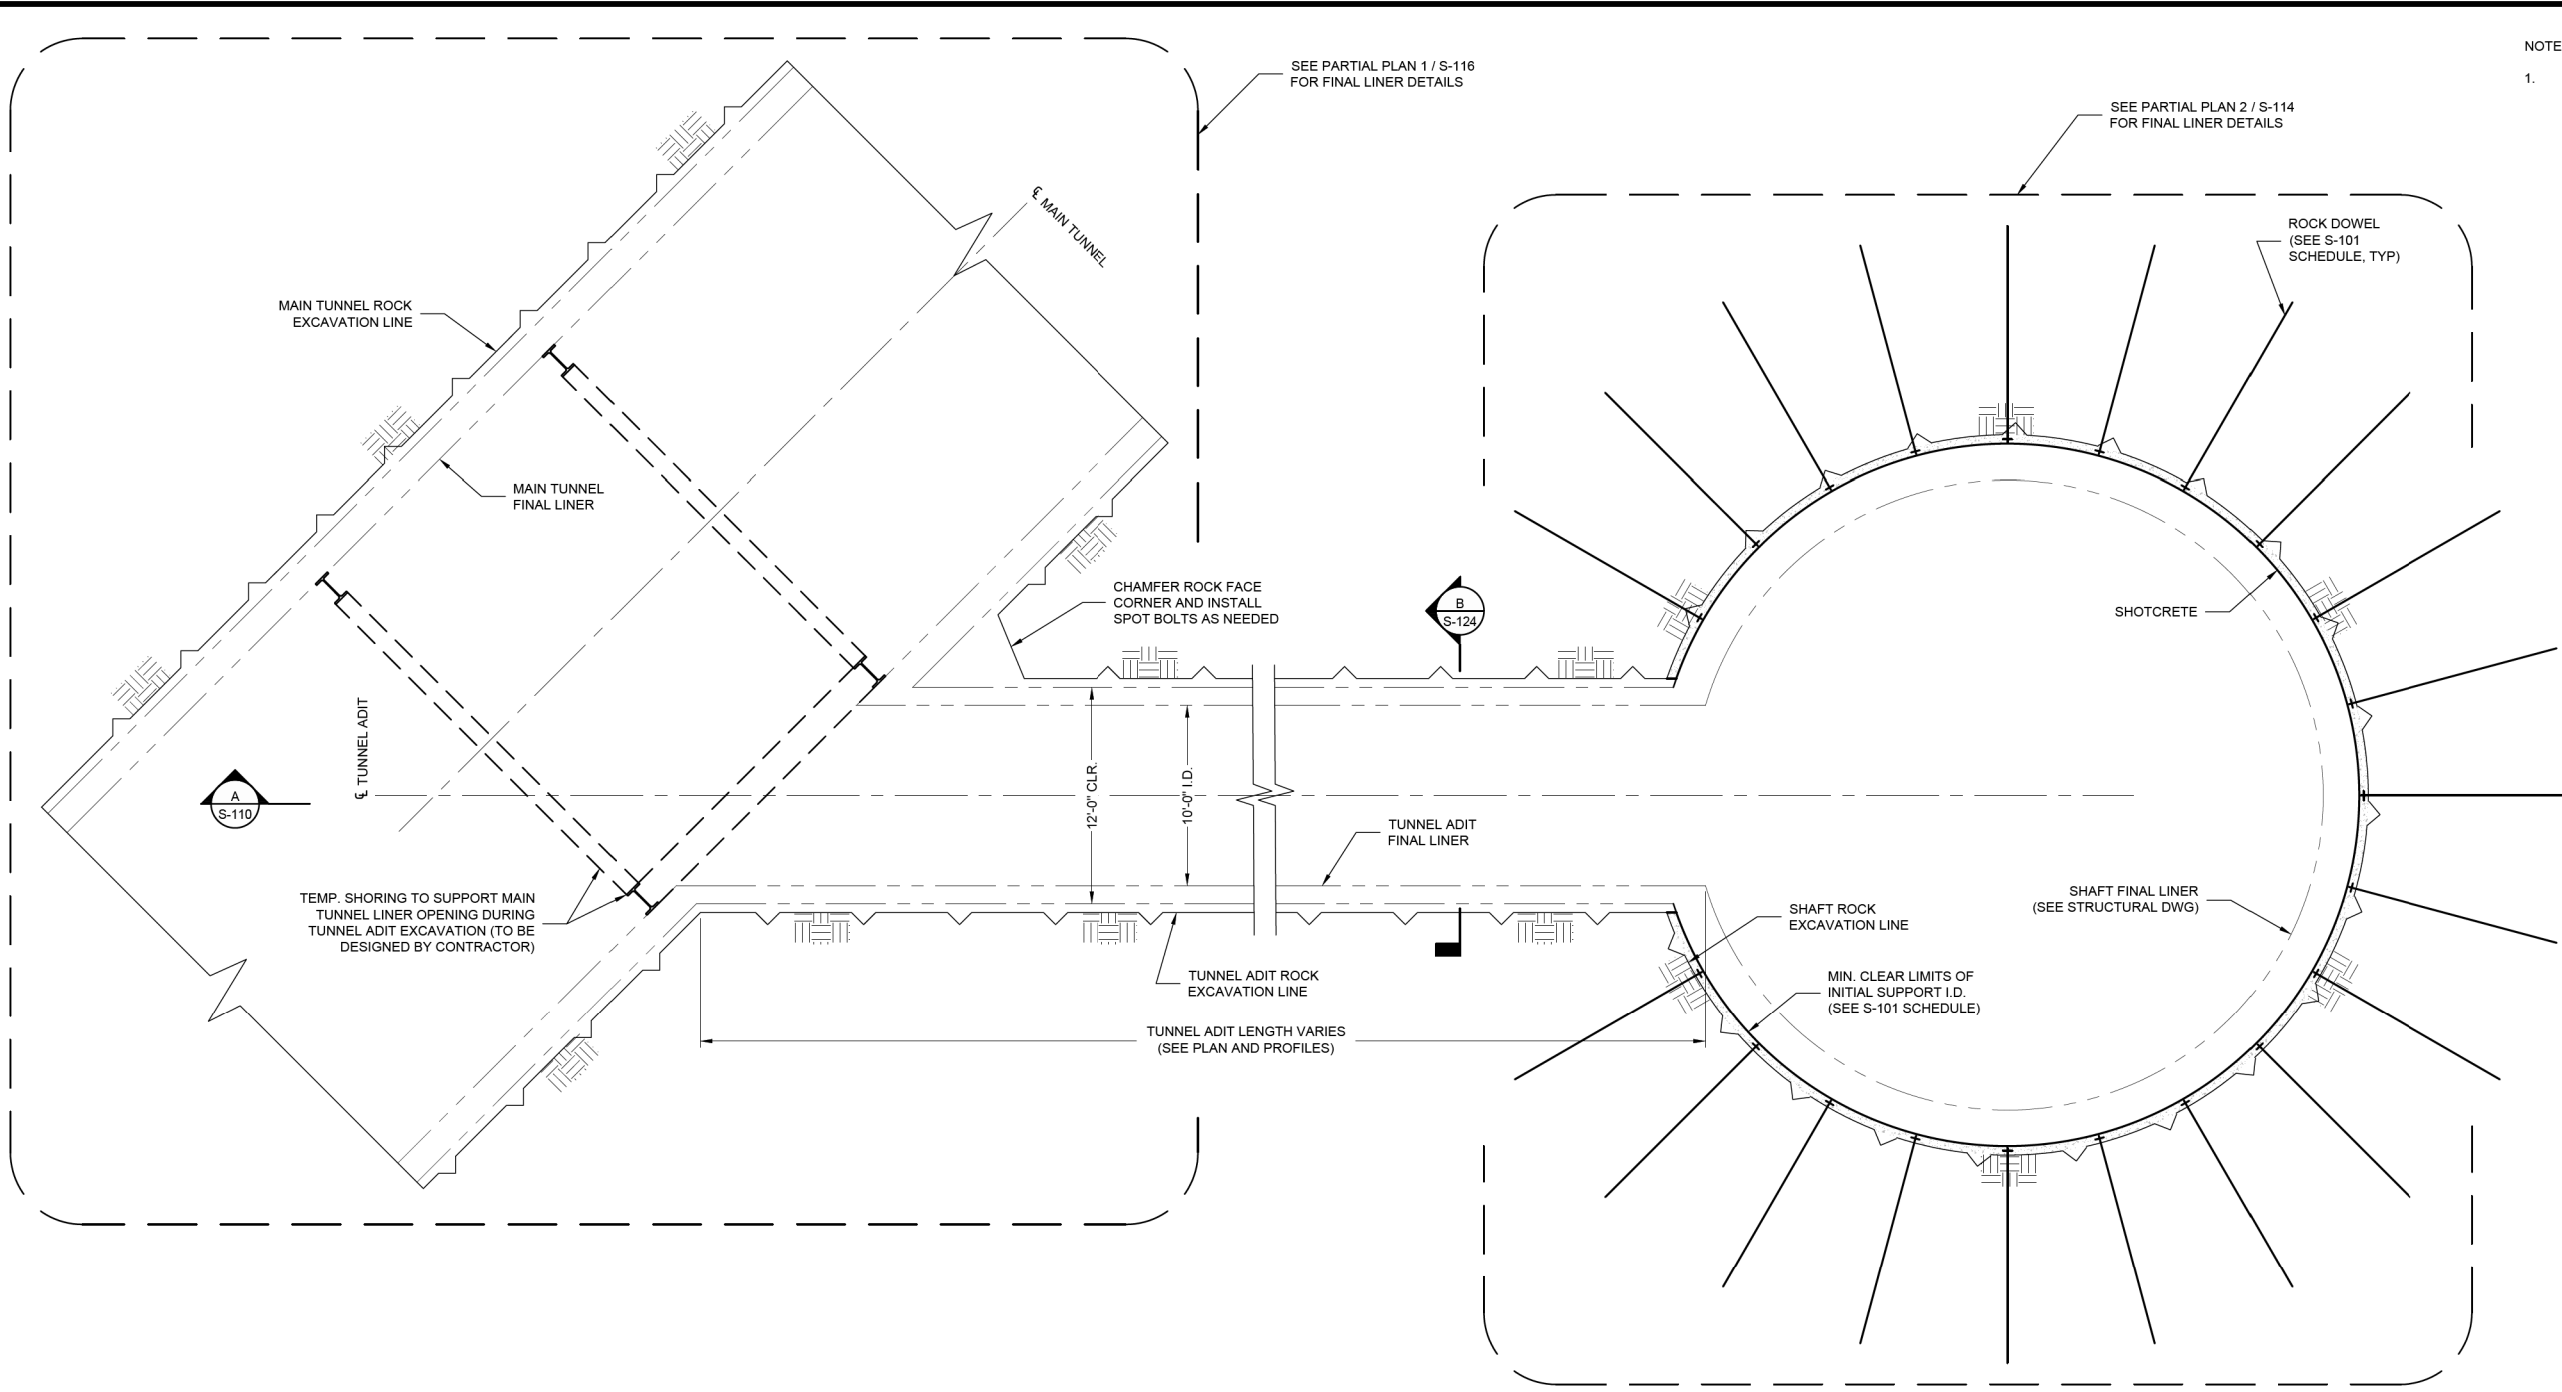 NOTE
1.
SEE PARTIAL PLAN 1 / S-116
FOR FINAL LINER DETAILS
SEE PARTIAL PLAN 2 / S-114
FOR FINAL LINER DETAILS
℄ MAIN TUNNEL
ROCK DOWEL
(SEE S-101
SCHEDULE, TYP)
MAIN TUNNEL ROCK
EXCAVATION LINE
MAIN TUNNEL
FINAL LINER
CHAMFER ROCK FACE
CORNER AND INSTALL
SPOT BOLTS AS NEEDED
B
S-124
SHOTCRETE
℄ TUNNEL ADIT
A
S-110
12'-0" CLR.
10'-0" I.D.
TUNNEL ADIT
FINAL LINER
TEMP. SHORING TO SUPPORT MAIN
TUNNEL LINER OPENING DURING
TUNNEL ADIT EXCAVATION (TO BE
DESIGNED BY CONTRACTOR)
SHAFT FINAL LINER
(SEE STRUCTURAL DWG)
SHAFT ROCK
EXCAVATION LINE
TUNNEL ADIT ROCK
EXCAVATION LINE
MIN. CLEAR LIMITS OF
INITIAL SUPPORT I.D.
(SEE S-101 SCHEDULE)
TUNNEL ADIT LENGTH VARIES
(SEE PLAN AND PROFILES)